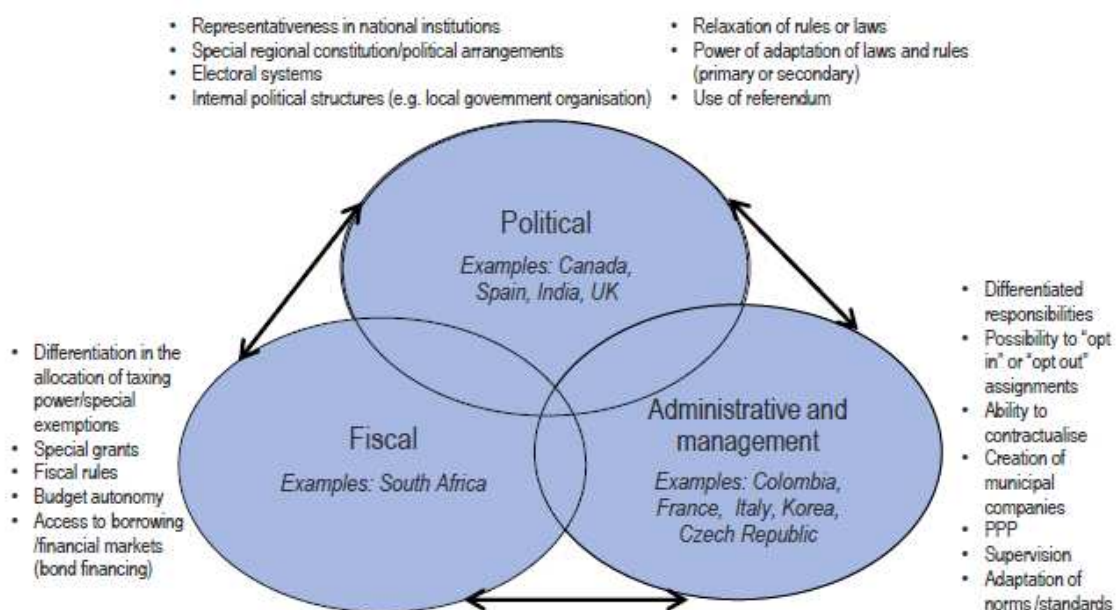 • Representativeness in national institutions
• Special regional constitution/political arrangements
• Electoral systems
• Internal political structures (e.g. local government organisation)
• Relaxation of rules or laws
• Power of adaptation of laws and rules
(primary or secondary)
• Use of referendum
Political
Examples: Canada,
Spain, India, UK
• Differentiation in the
allocation of taxing
power/special
exemptions
• Special grants
• Fiscal rules
• Budget autonomy
• Access to borrowing
/financial markets
(bond financing)
Fiscal
Examples: South Africa
Administrative and
management
Examples: Colombia,
France, Italy, Korea,
Czech Republic
• Differentiated
responsibilities
• Possibility to “opt
in” or “opt out”
assignments
• Ability to
contractualise
• Creation of
municipal
companies
• PPP
• Supervision
• Adaptation of
norms/standards